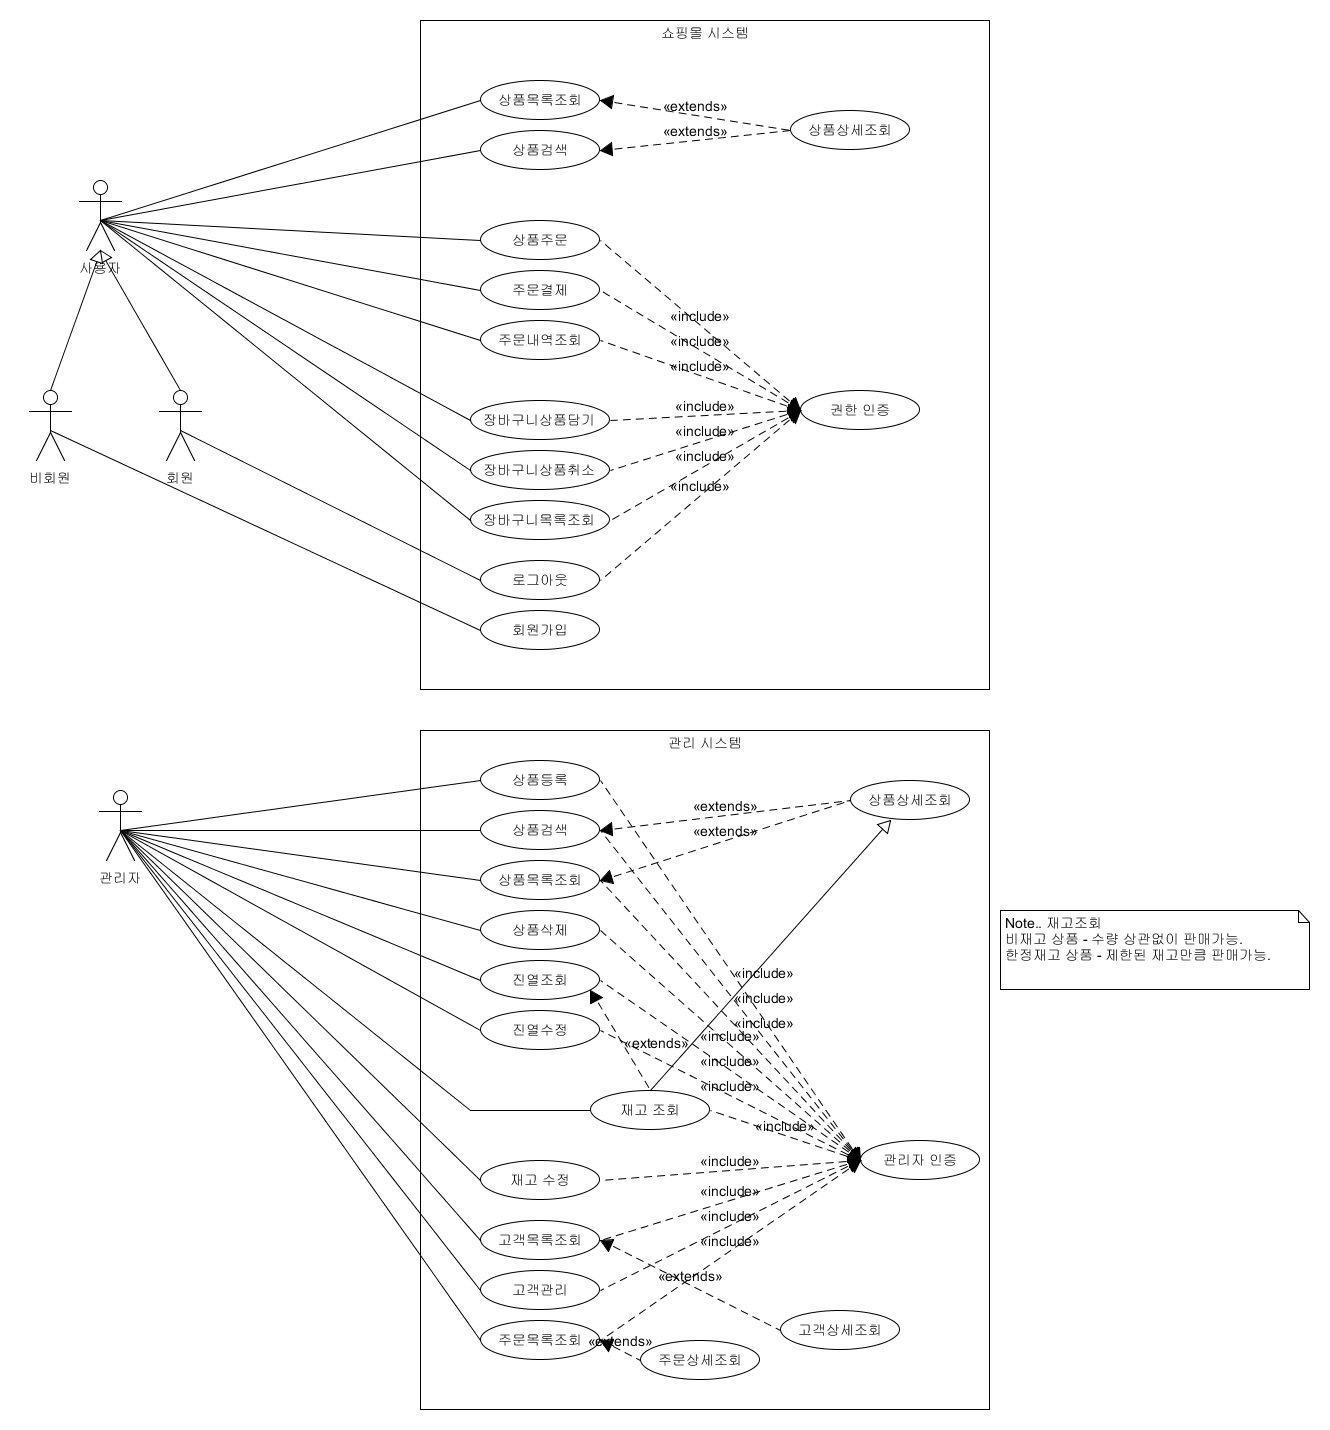 쇼핑몰 시스템
상품목록조회
«extends»
상품상세조회
«extends»
상품검색
사용자
상품주문
주문결제
«include»
주문내역조회
«include»
«include»
비회원
회원
장바구니상품담기
«include»
권한 인증
장바구니상품취소
«include»
«include»
장바구니목록조회
«include»
로그아웃
회원가입
관리 시스템
상품등록
상품상세조회
«extends»
상품검색
«extends»
관리자
상품목록조회
상품삭제
Note.. 재고조회
비재고 상품 - 수량 상관없이 판매가능.
한정재고 상품 - 제한된 재고만큼 판매가능.
진열조회
«include»
«include»
진열수정
«include»
«include»
«extends»
«include»
«include»
재고 조회
«include»
관리자 인증
재고 수정
«include»
«include»
«include»
고객목록조회
«include»
«extends»
고객관리
고객상세조회
주문목록조회
«extends»
주문상세조회